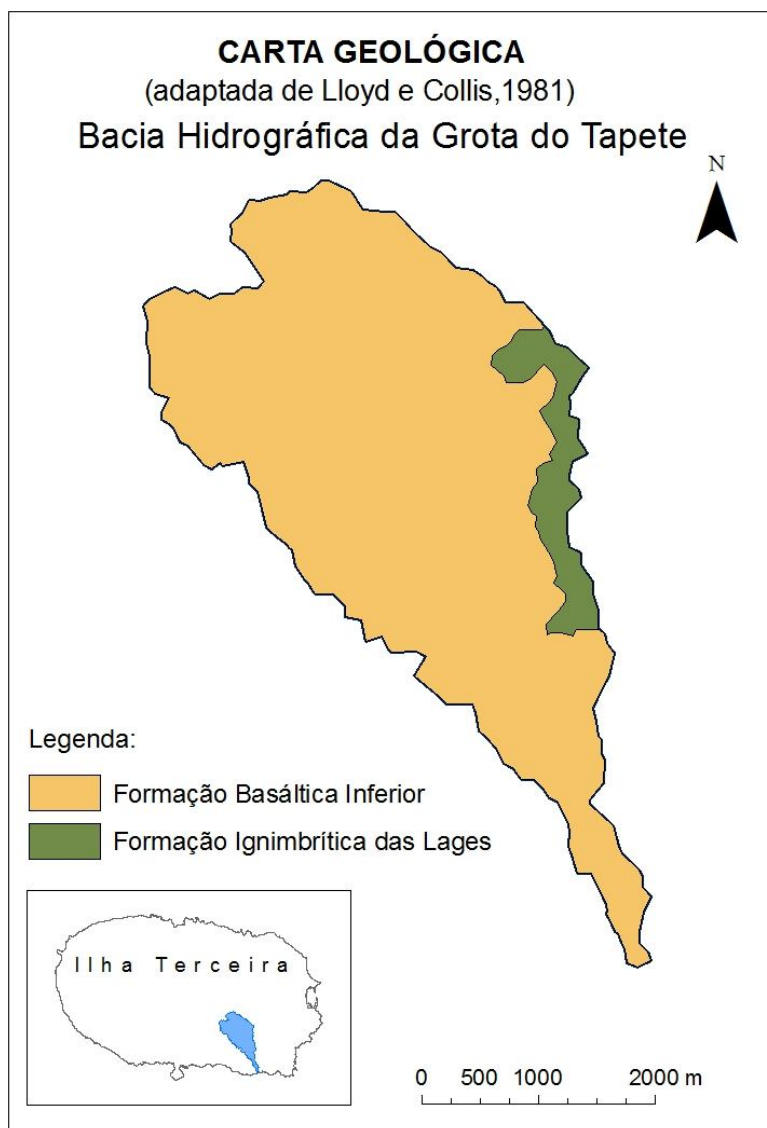 CARTA GEOLÓGICA
(adaptada de Lloyd e Collis,1981)
Bacia Hidrográfica da Grota do Tapete
N
Legenda:
Formação Basáltica Inferior
Formação Ignimbrítica das Lages
Ilha Terceira
0 500 1000 2000 m